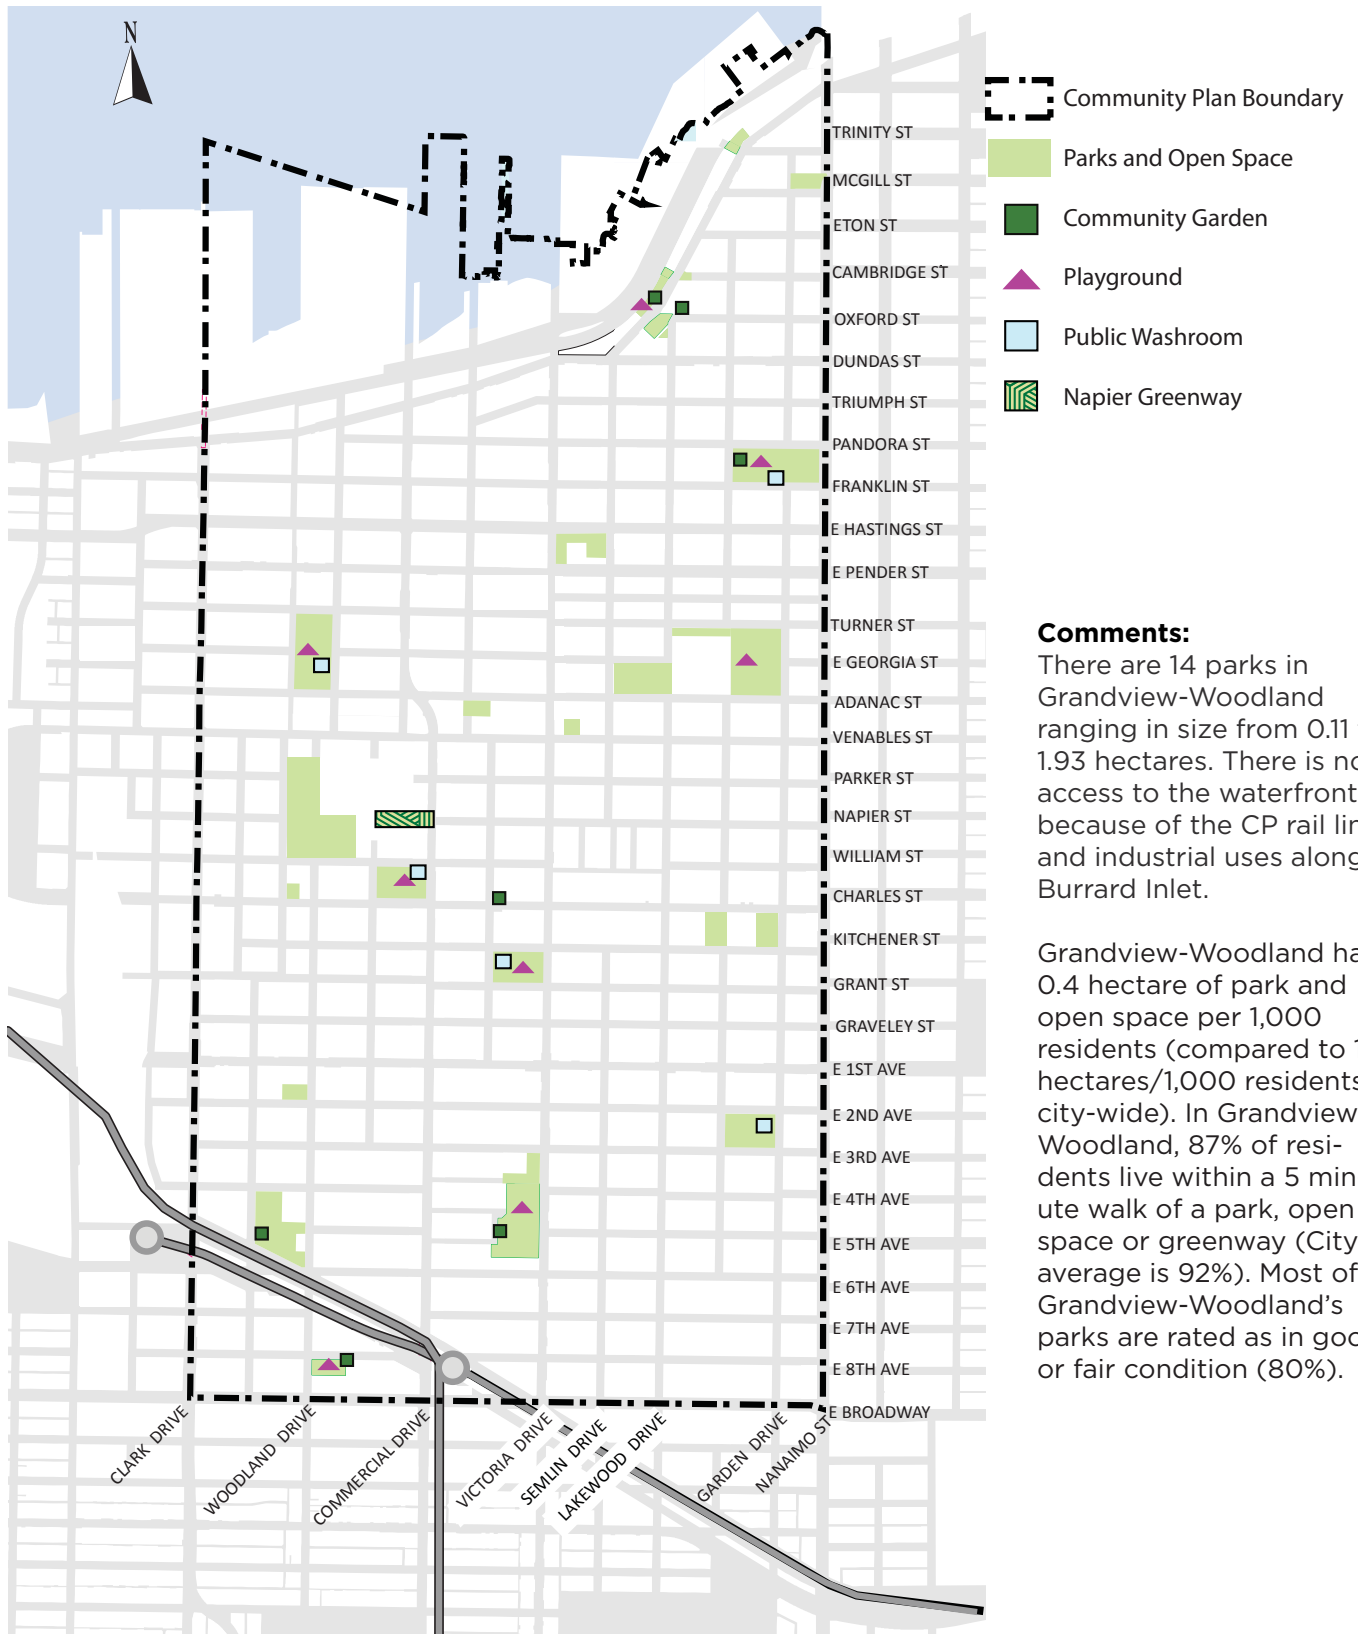 N
Community Plan Boundary
Parks and Open Space
Community Garden
Playground
Public Washroom
Napier Greenway
TRINITY ST
MCGILL ST
ETON ST
CAMBRIDGE ST
OXFORD ST
DUNDAS ST
TRIUMPH ST
PANDORA ST
FRANKLIN ST
E HASTINGS ST
E PENDER ST
TURNER ST
E GEORGIA ST
ADANAC ST
VENABLES ST
PARKER ST
NAPIER ST
WILLIAM ST
CHARLES ST
KITCHENER ST
GRANT ST
GRAVELEY ST
E 1ST AVE
E 2ND AVE
E 3RD AVE
E 4TH AVE
E 5TH AVE
E 6TH AVE
E 7TH AVE
E 8TH AVE
E BROADWAY
CLARK DRIVE
WOODLAND DRIVE
COMMERCIAL DRIVE
VICTORIA DRIVE
SEMLIN DRIVE
LAKEWOOD DRIVE
GARDEN DRIVE
NANAIMO ST
Comments:
There are 14 parks in
Grandview-Woodland
ranging in size from 0.11
1.93 hectares. There is no
access to the waterfront
because of the CP rail
and industrial uses along
Burrard Inlet.
Grandview-Woodland
0.4 hectare of park and
open space per 1,000
residents (compared to
hectares/1,000 residents
city-wide). In Grandview
Woodland, 87% of resi-
dents live within a 5 min
ute walk of a park, open
space or greenway (City
average is 92%). Most of
Grandview-Woodland's
parks are rated as in
or fair condition (80%).